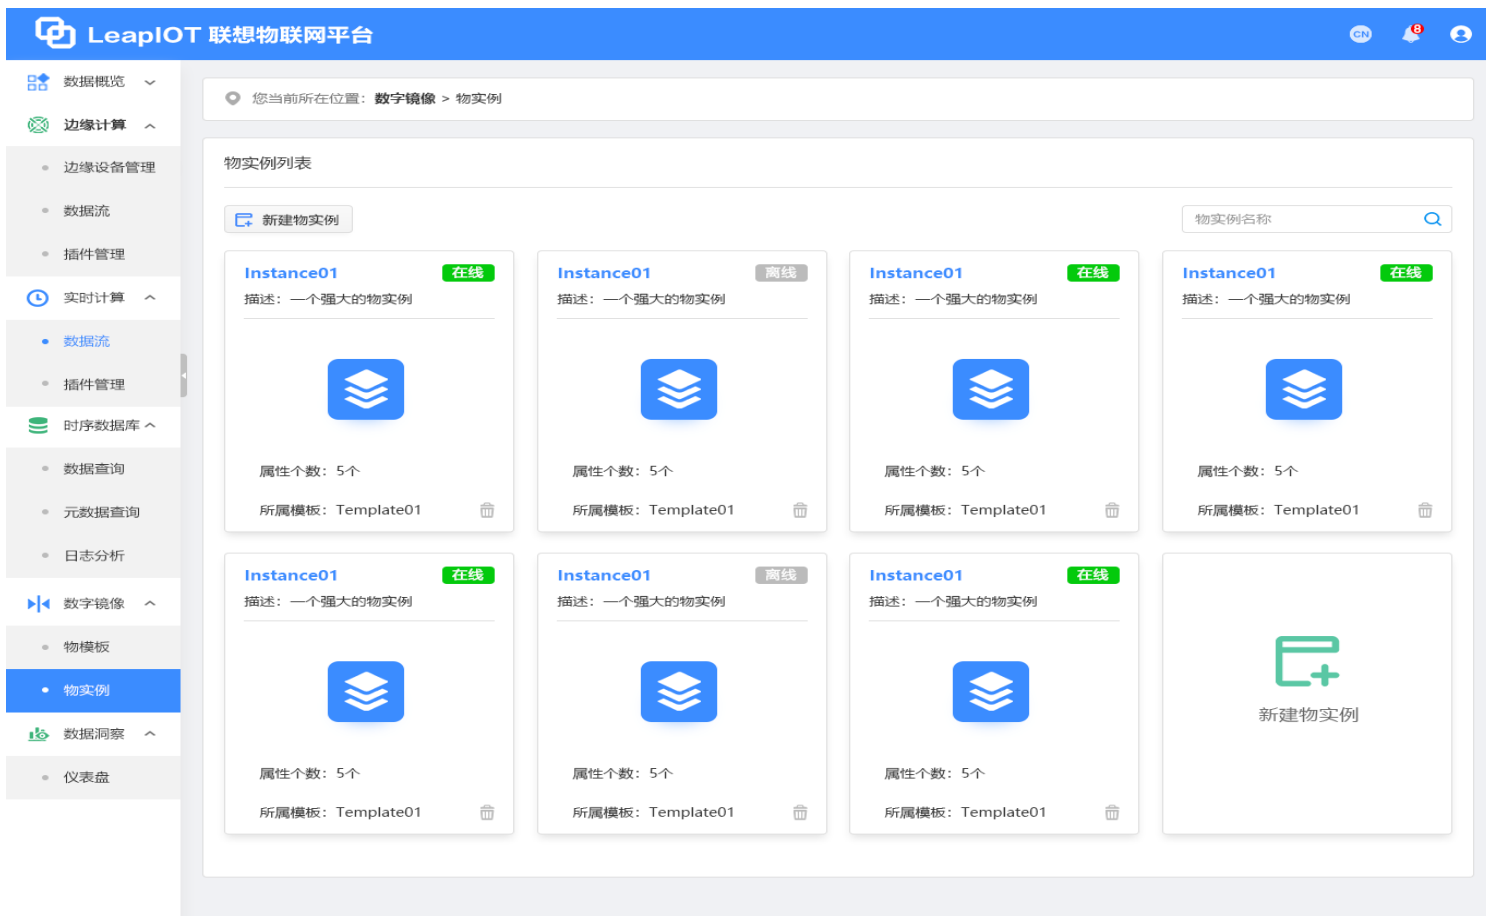 LeapIOT 联想物联网平台
CN
8
数据概览
边缘计算
边缘设备管理
数据流
插件管理
实时计算
数据流
插件管理
时序数据库
数据查询
元数据查询
日志分析
数字镜像
物模板
物实例
数据洞察
仪表盘
您当前所在位置：数字镜像 > 物实例
物实例列表
新建物实例
物实例名称
Instance01 在线
描述：一个强大的物实例
属性个数：5个
所属模板：Template01
Instance01 离线
描述：一个强大的物实例
属性个数：5个
所属模板：Template01
Instance01 在线
描述：一个强大的物实例
属性个数：5个
所属模板：Template01
Instance01 在线
描述：一个强大的物实例
属性个数：5个
所属模板：Template01
Instance01 在线
描述：一个强大的物实例
属性个数：5个
所属模板：Template01
Instance01 离线
描述：一个强大的物实例
属性个数：5个
所属模板：Template01
Instance01 在线
描述：一个强大的物实例
属性个数：5个
所属模板：Template01
新建物实例